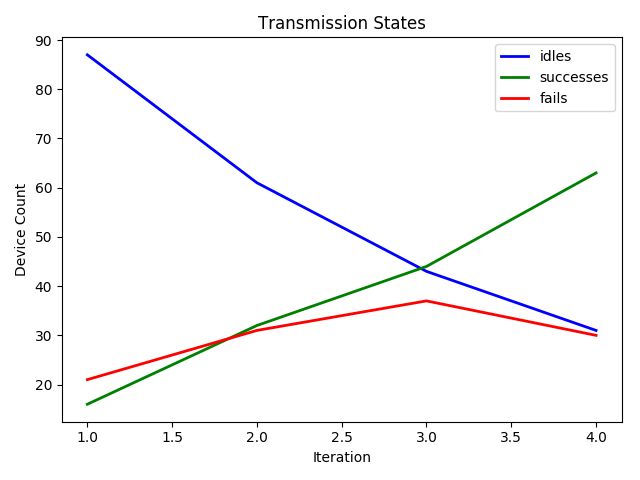 Transmission States
idles
successes
fails
90
80
70
60
50
40
30
20
Device Count
1.0 1.5 2.0 2.5 3.0 3.5 4.0
Iteration